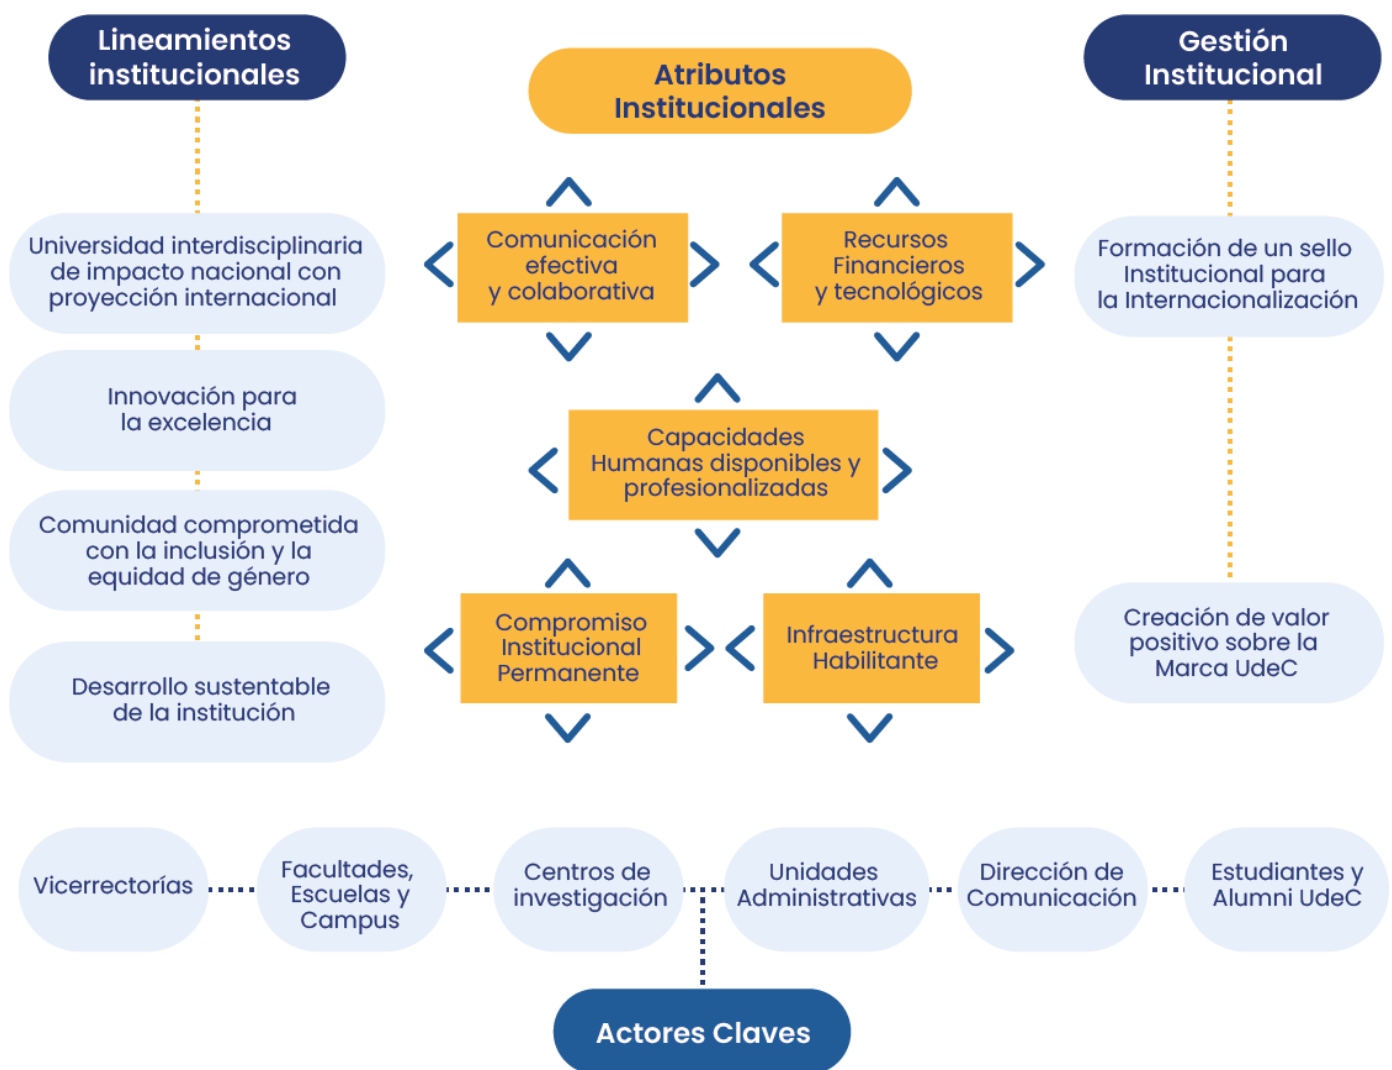 Lineamientos
institucionales
Universidad interdisciplinaria
de impacto nacional con
proyección internacional
Innovación para
la excelencia
Comunidad comprometida
con la inclusión y la
equidad de género
Desarrollo sustentable
de la institución
Atributos
Institucionales
Comunicación
efectiva
y colaborativa
Recursos
Financieros
y tecnológicos
Capacidades
Humanas disponibles y
profesionalizadas
Compromiso
Institucional
Permanente
Infraestructura
Habilitante
Gestión
Institucional
Formación de un sello
Institucional para
la Internacionalización
Creación de valor
positivo sobre la
Marca UdeC
Vicerrectorías
Facultades,
Escuelas y
Campus
Centros de
investigación
Unidades
Administrativas
Dirección de
Comunicación
Estudiantes y
Alumni UdeC
Actores Claves